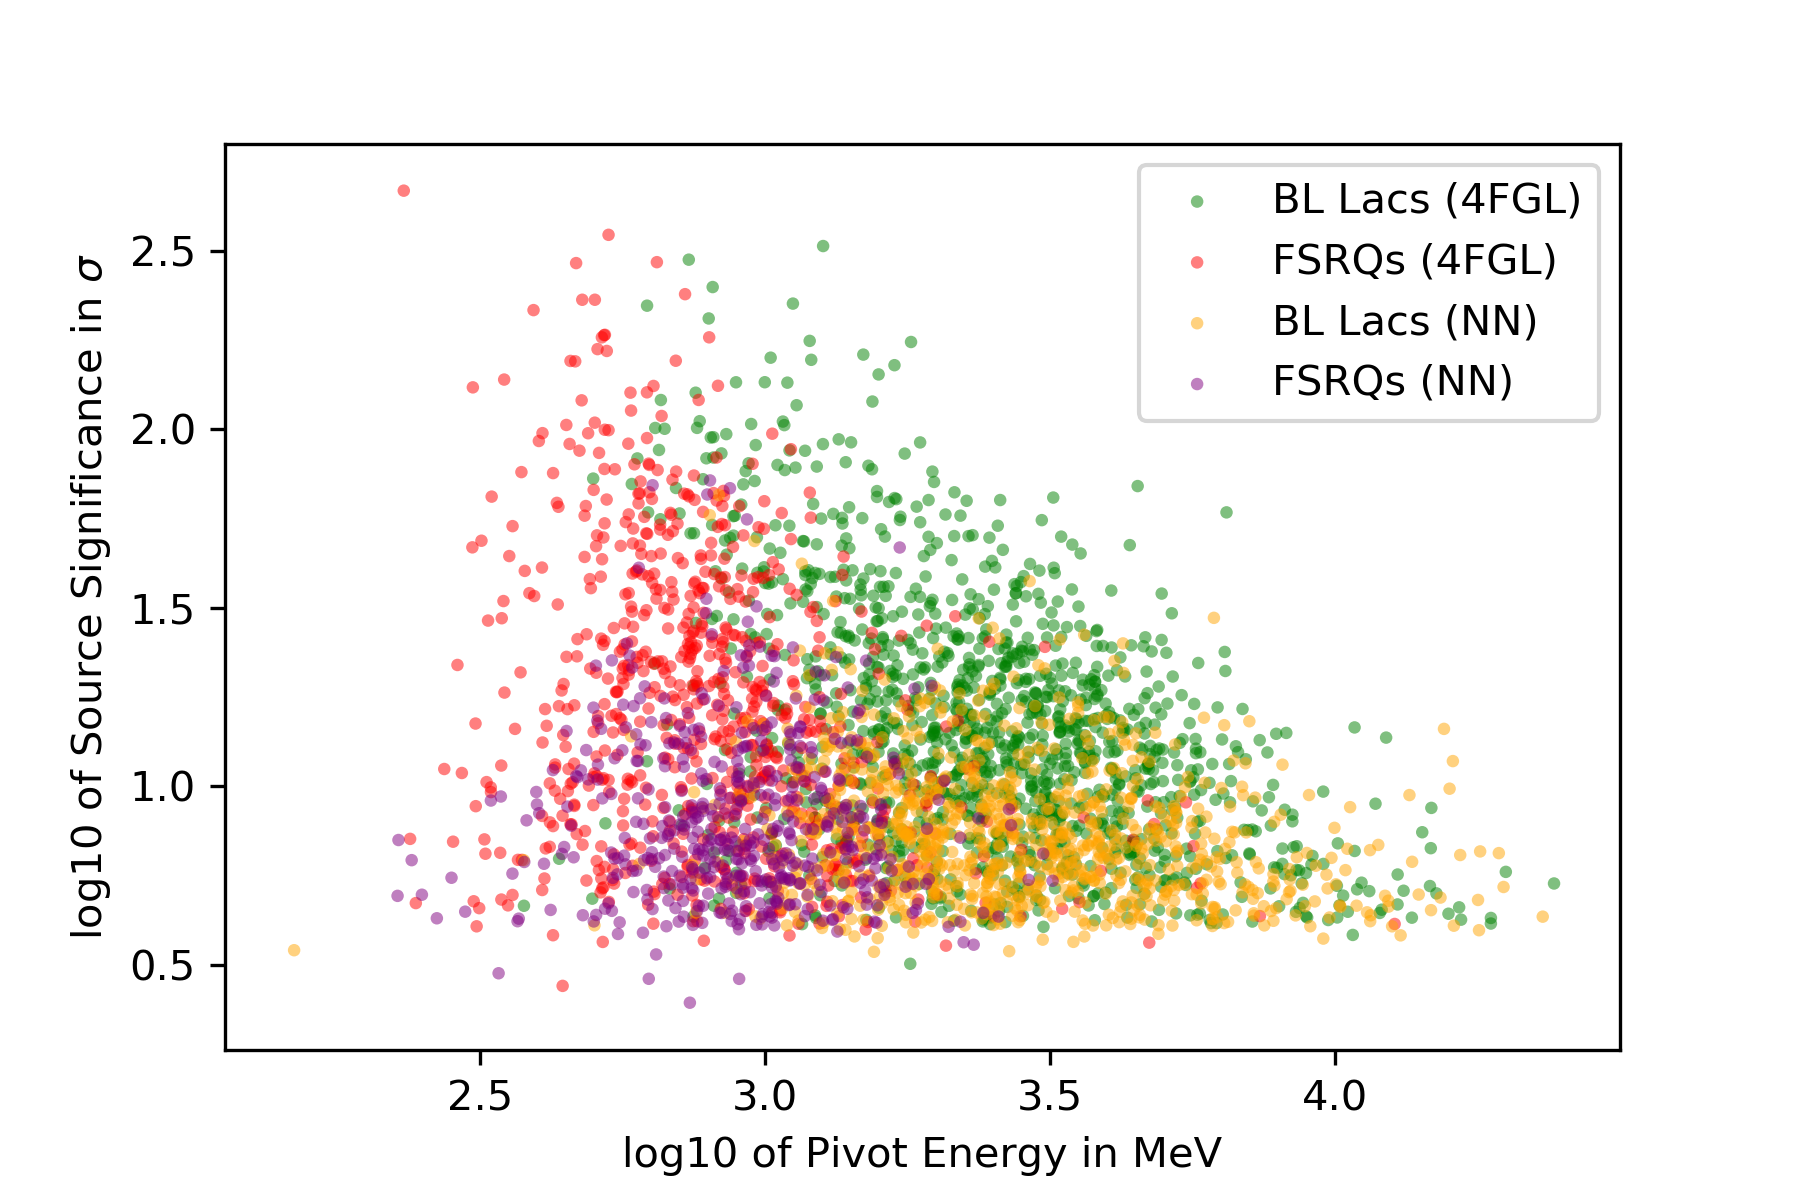 BL Lacs (4FGL)
FSRQs (4FGL)
BL Lacs (NN)
FSRQs (NN)
log10 of Source Significance in σ
2.5
2.0
1.5
1.0
0.5
2.5 3.0 3.5 4.0
log10 of Pivot Energy in MeV